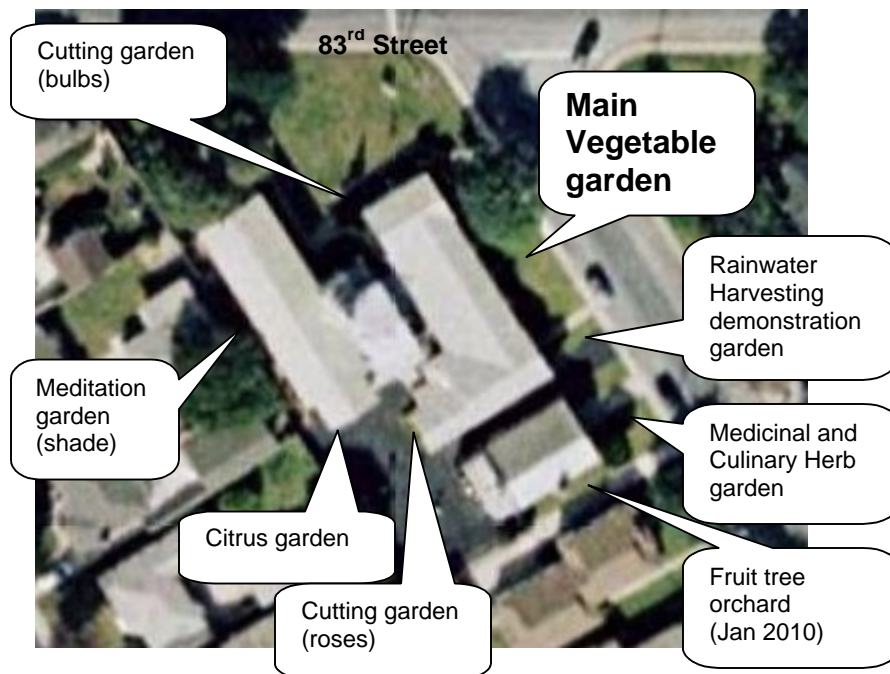 Cutting garden
(bulbs)
83rd Street
Main
Vegetable
garden
Rainwater
Harvesting
demonstration
garden
Meditation
garden
(shade)
Medicinal and
Culinary Herb
garden
Citrus garden
Cutting garden
(roses)
Fruit tree
orchard
(Jan 2010)